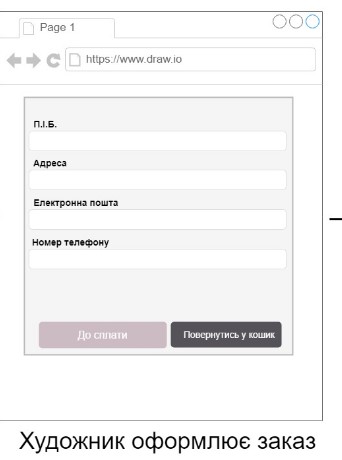 Page 1
https://www.draw.io
П.І.Б.
Адреса
Електронна пошта
Номер телефону
До сплати
Повернутись у кошик
Художник оформлює заказ